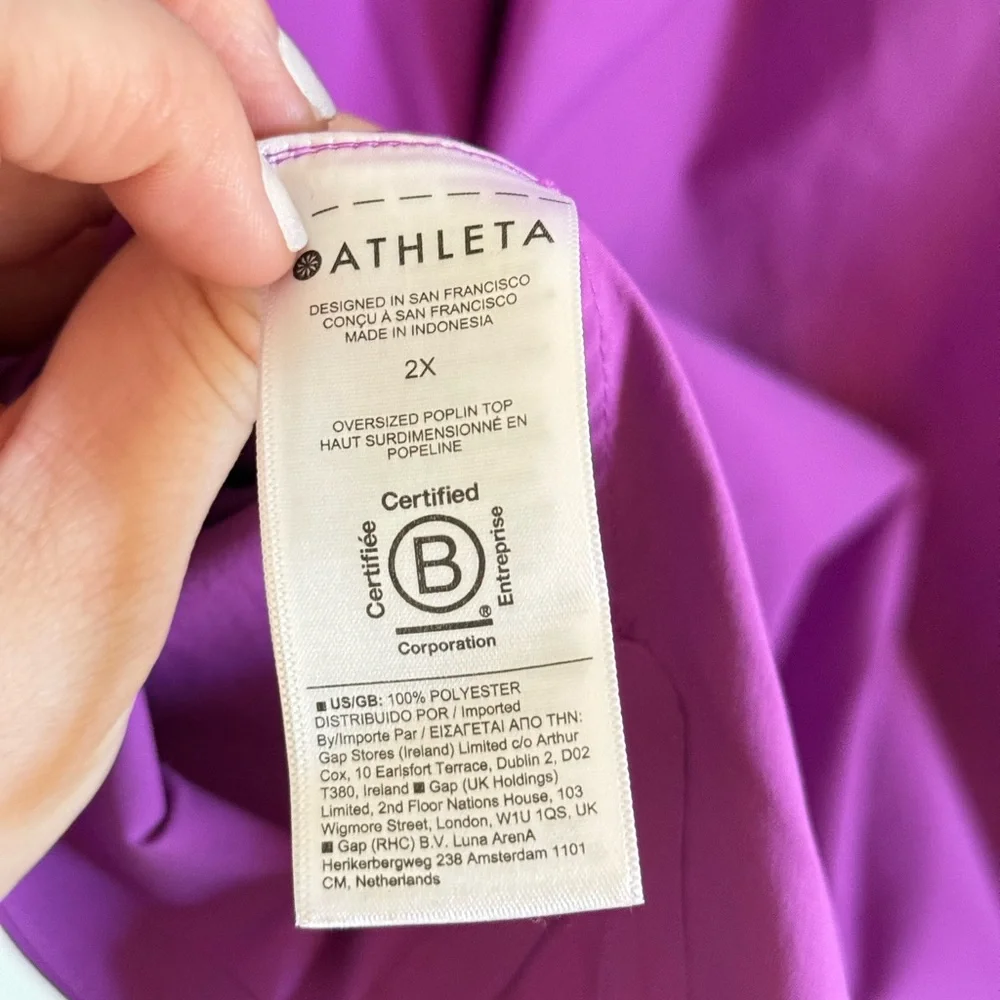 ATHLETA
DESIGNED IN SAN FRANCISCO
CONÇU À SAN FRANCISCO
MADE IN INDONESIA
2X
OVERSIZED POPLIN TOP
HAUT SURDIMENSIONNÉ EN
POPELINE
Certified
Certifiée
B
Entreprise
®
Corporation
US/GB: 100% POLYESTER
DISTRIBUIDO POR / Imported
By/Importe Par / ΕΙΣΑΓΕΤΑΙ ΑΠΟ ΤΗΝ:
Gap Stores (Ireland) Limited c/o Arthur
Cox, 10 Earlsfort Terrace, Dublin 2, D02
T380, Ireland ■ Gap (UK Holdings)
Limited, 2nd Floor Nations House, 103
Wigmore Street, London, W1U 1QS, UK
■ Gap (RHC) B.V. Luna ArenA
Herikerbergweg 238 Amsterdam 1101
CM, Netherlands